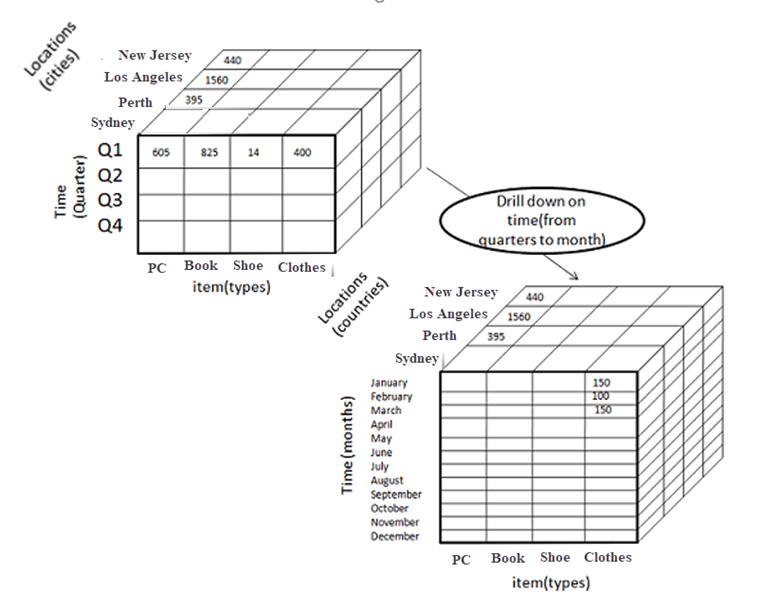 Locations
(cities)
New Jersey
440
Los Angeles
1560
Perth
395
Sydney
Time
(Quarter)
Q1
605
825
14
400
Q2
Q3
Q4
PC
Book
Shoe
Clothes
item(types)
Drill down on
time(from
quarters to month)
Locations
(countries)
New Jersey
440
Los Angeles
1560
Perth
395
Sydney
Time(months)
January
150
February
100
March
150
April
May
June
July
August
September
October
November
December
PC
Book
Shoe
Clothes
item(types)